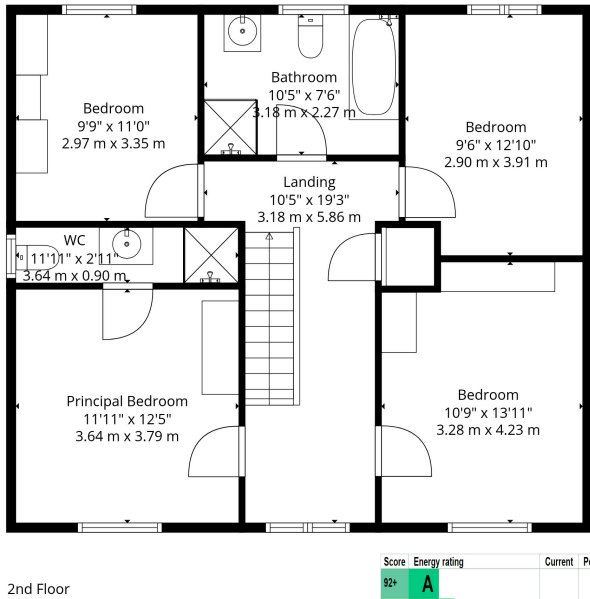 Bathroom
10'5" x 7'6"
3.18 m x 2.27 m
Bedroom
9'9" x 11'0"
2.97 m x 3.35 m
Bedroom
9'6" x 12'10"
2.90 m x 3.91 m
Landing
10'5" x 19'3"
3.18 m x 5.86 m
WC
11'11" x 2'11"
3.64 m x 0.90 m
Principal Bedroom
11'11" x 12'5"
3.64 m x 3.79 m
Bedroom
10'9" x 13'11"
3.28 m x 4.23 m
2nd Floor
Score Energy rating Current
92+ A